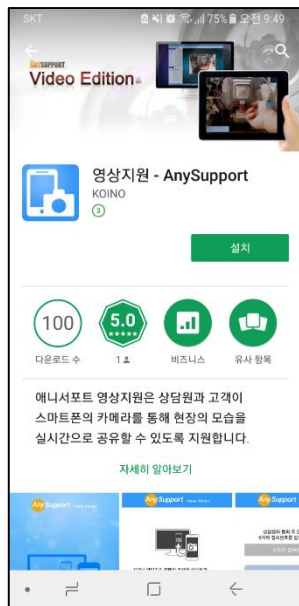 SKT 75% 오전 9:49
AnySUPPORT
Video Edition
영상지원 - AnySupport
KOINO
3
설치
100
5.0
다운로드 수
1
비즈니스
유사 항목
애니서포트 영상지원은 상담원과 고객이
스마트폰의 카메라를 통해 현장의 모습을
실시간으로 공유할 수 있도록 지원합니다.
자세히 알아보기
AnySupport
AnySupport
AnySupport